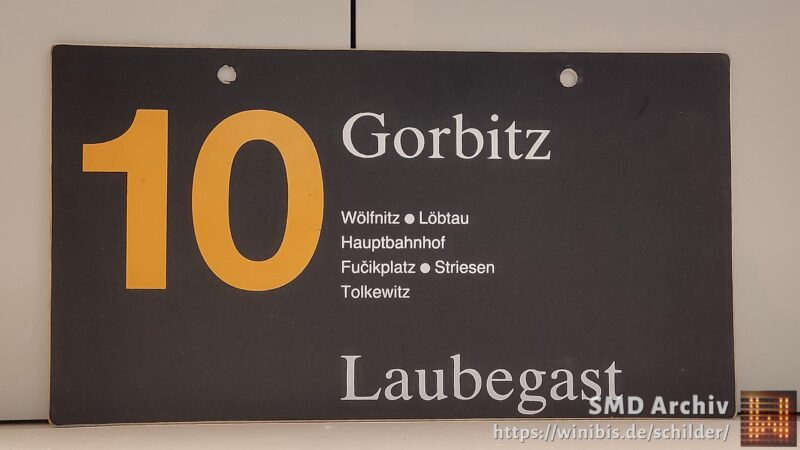 10
Gorbitz
Wölfnitz ● Löbtau
Hauptbahnhof
Fučikplatz ● Striesen
Tolkewitz
Laubegast
SMD Archiv
https://winibis.de/schilder/